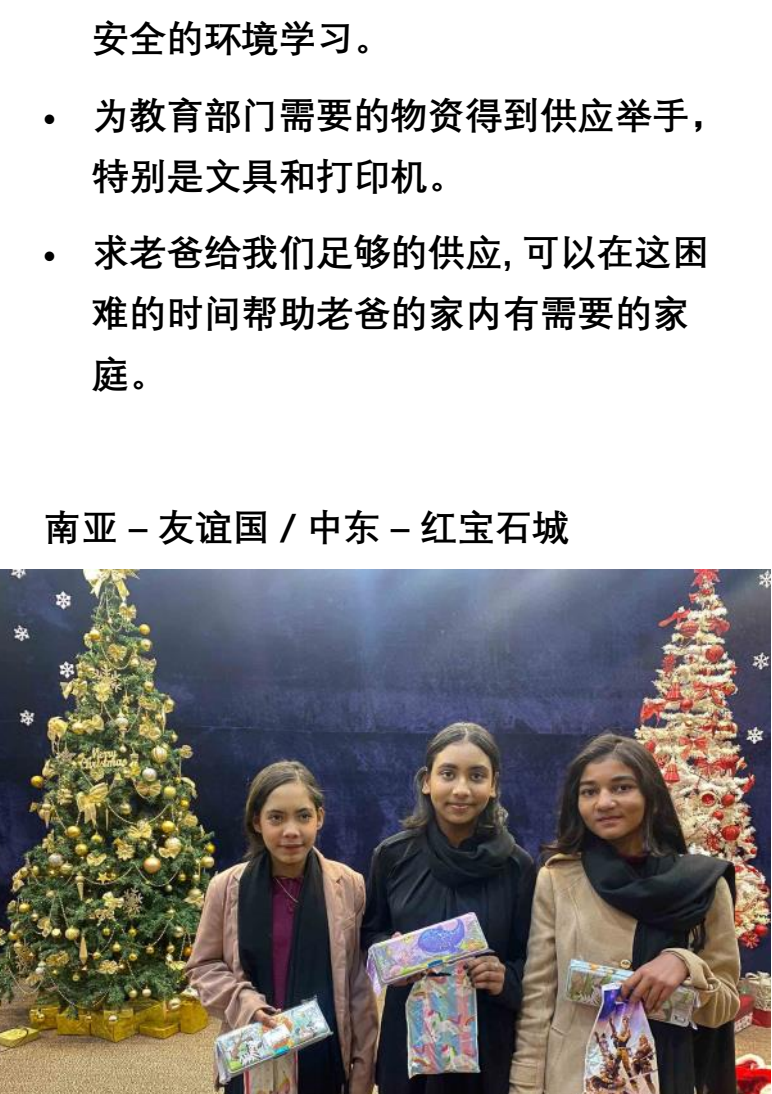 安全的环境学习。
• 为教育部门需要的物资得到供应举手，
特别是文具和打印机。
• 求老爸给我们足够的供应, 可以在这困
难的时间帮助老爸的家内有需要的家
庭。
南亚 – 友谊国 / 中东 – 红宝石城
Merry
Christmas